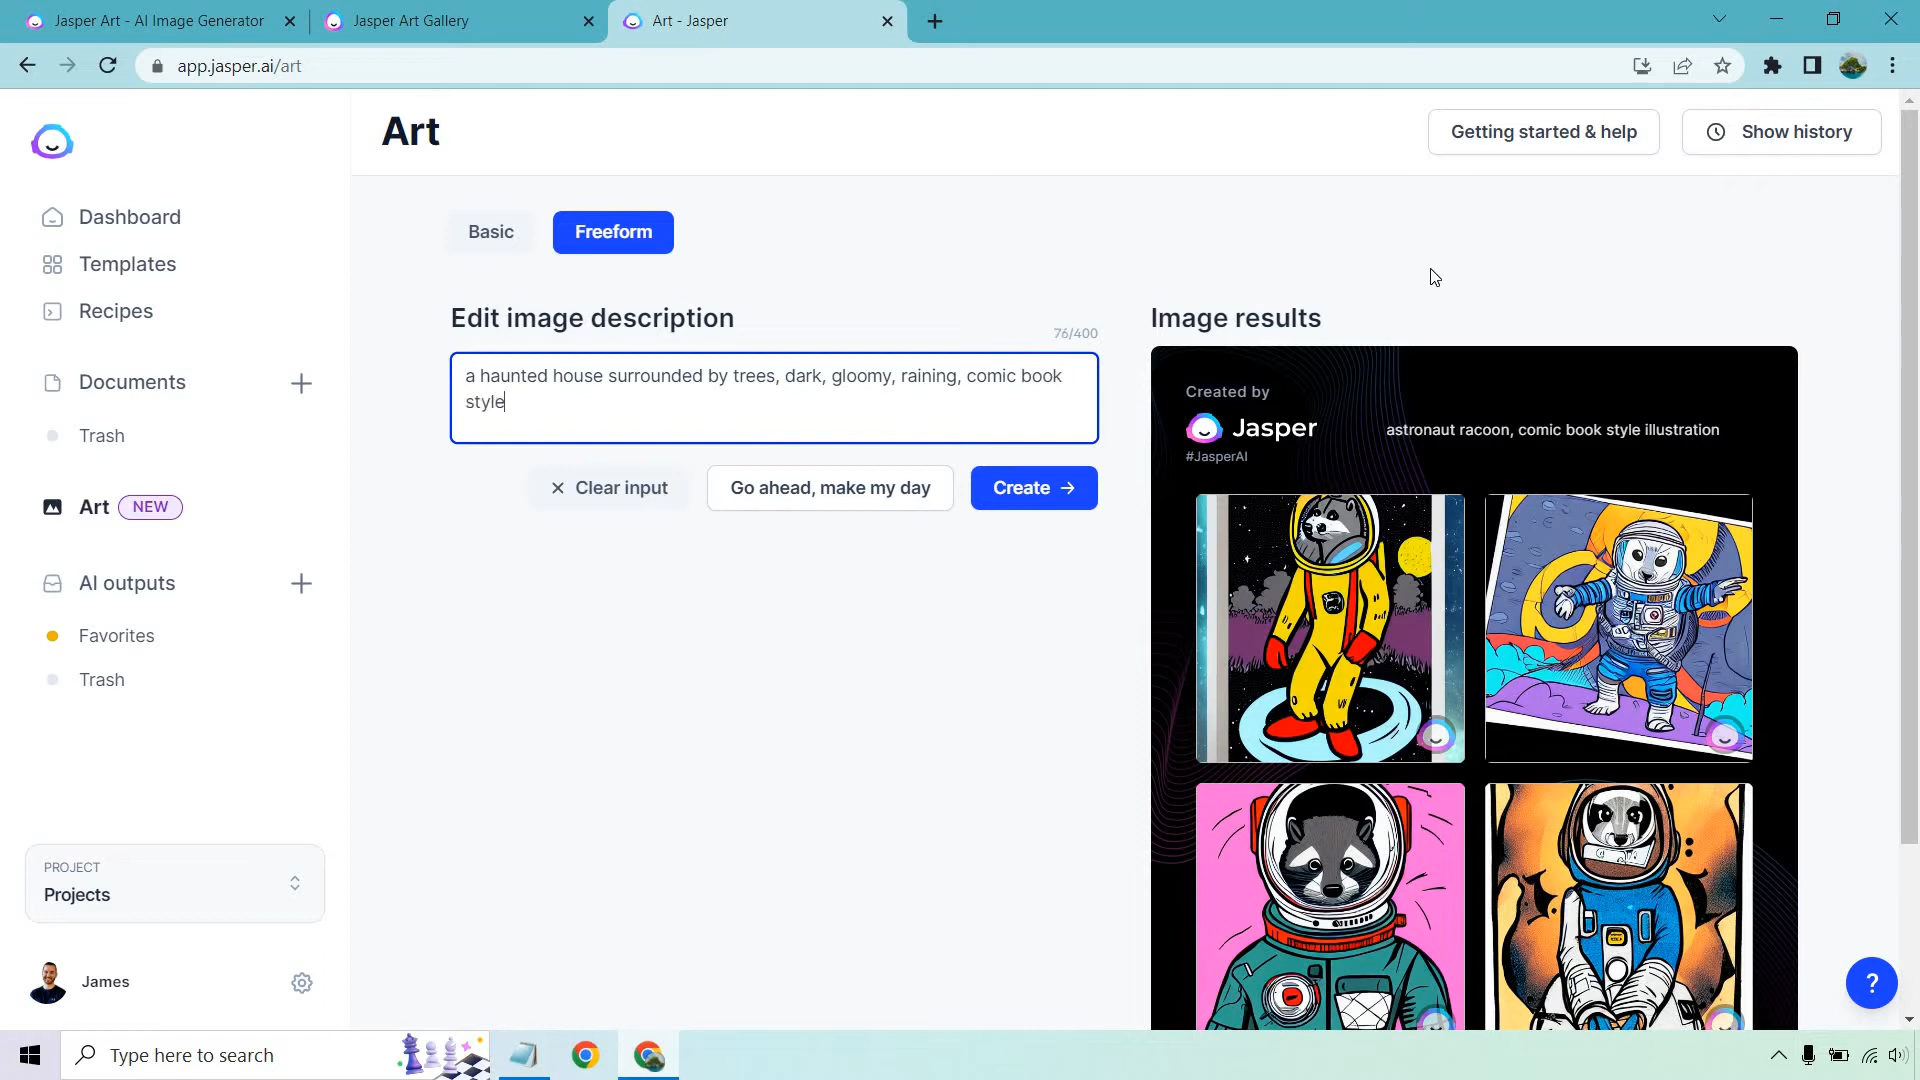 Jasper Art - AI Image Generator
Jasper Art Gallery
Art - Jasper
app.jasper.ai/art
Art
Getting started & help
Show history
Dashboard
Templates
Recipes
Documents
Trash
Art NEW
AI outputs
Favorites
Trash
PROJECT
Projects
James
Basic
Freeform
Edit image description
76/400
a haunted house surrounded by trees, dark, gloomy, raining, comic book
style
Clear input
Go ahead, make my day
Create →
Image results
Created by
Jasper
#JasperAI
astronaut racoon, comic book style illustration
?
Type here to search